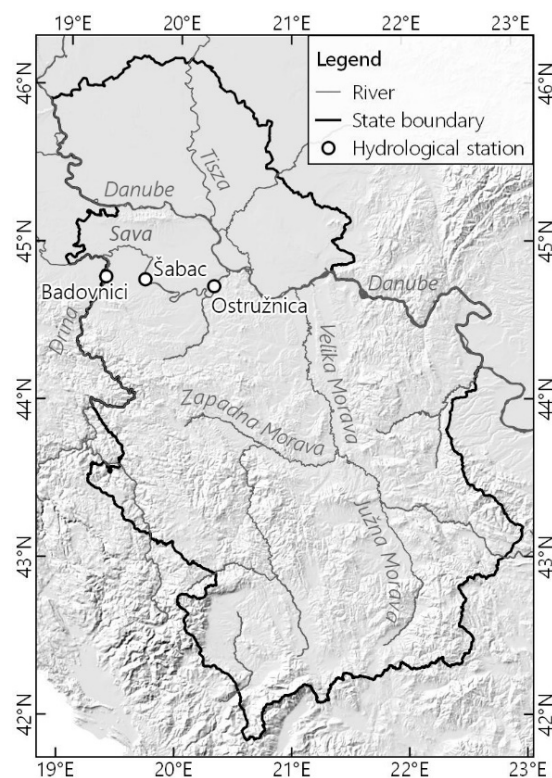 19°E 20°E 21°E 22°E 23°E
46°N
45°N
44°N
43°N
42°N
Legend
River
State boundary
Hydrological station
Tisza
Danube
Sava
Šabac
Badovnici
Ostružnica
Danube
Drina
Velika Morava
Zapadna Morava
Južna Morava
46°N
45°N
44°N
43°N
42°N
19°E 20°E 21°E 22°E 23°E